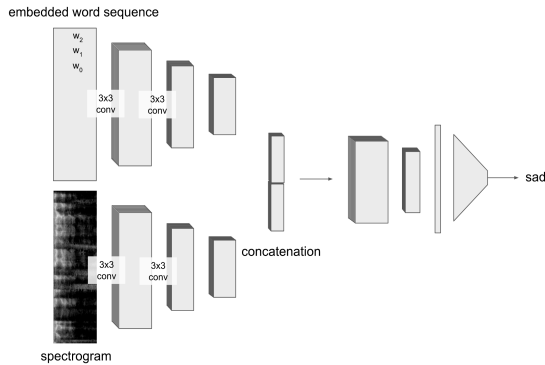 embedded word sequence
w2
w1
w0
3x3
conv
3x3
conv
concatenation
sad
3x3
conv
3x3
conv
spectrogram